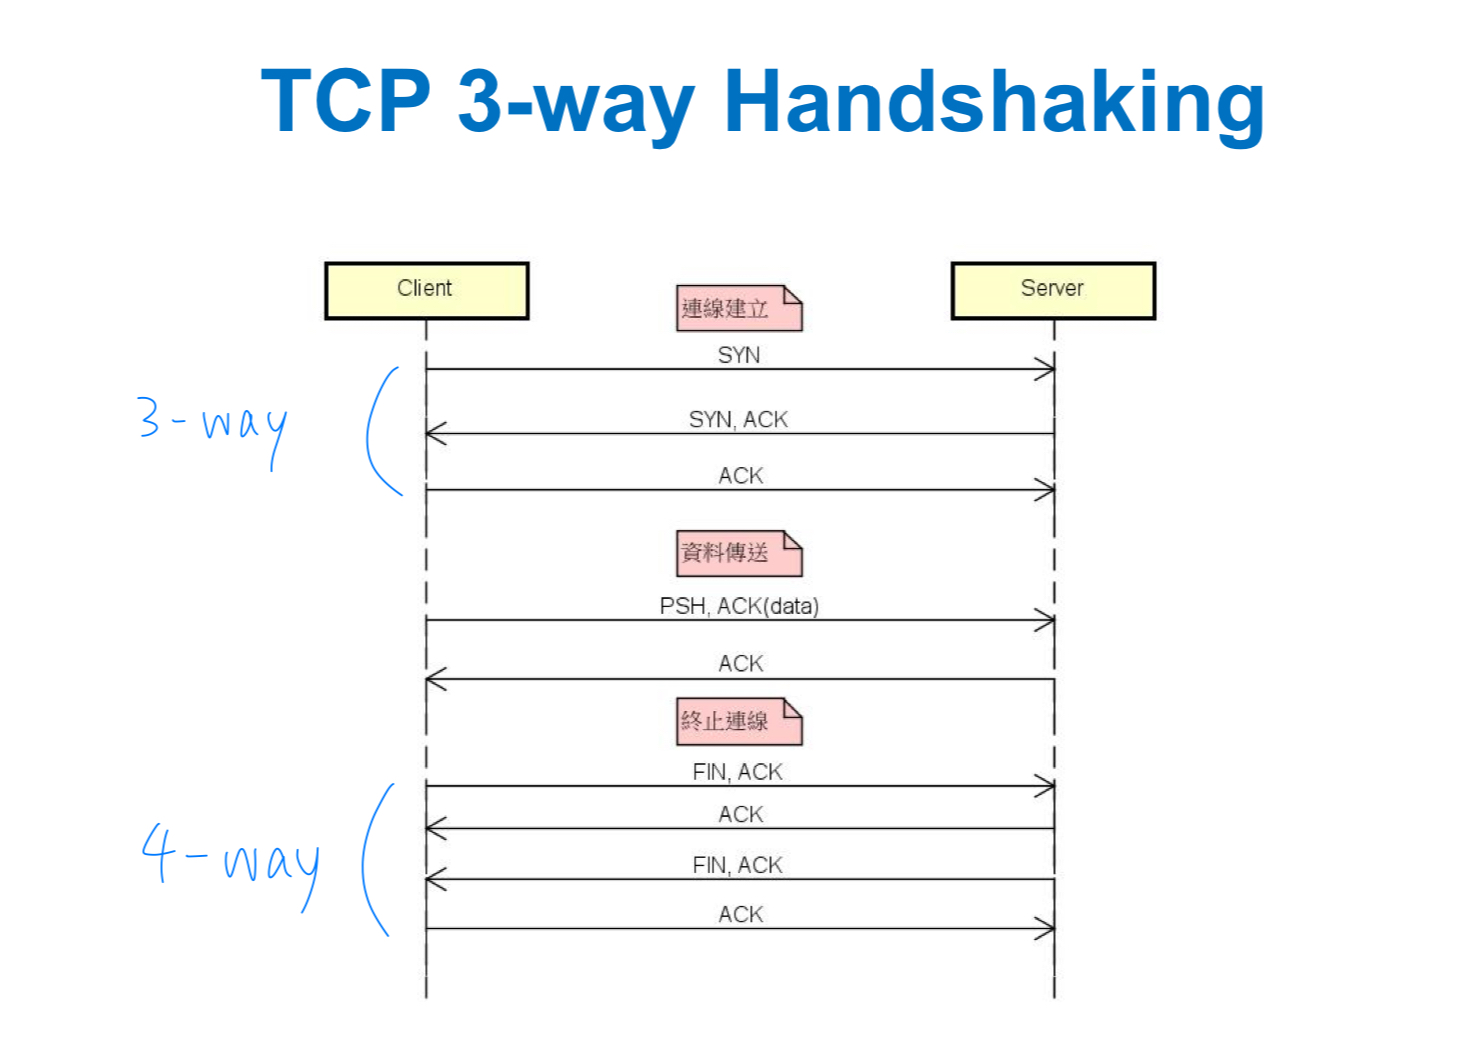 TCP 3-way Handshaking
Client
連線建立
Server
SYN
3-way
SYN, ACK
ACK
資料傳送
PSH, ACK(data)
ACK
終止連線
FIN, ACK
ACK
4-way
FIN, ACK
ACK